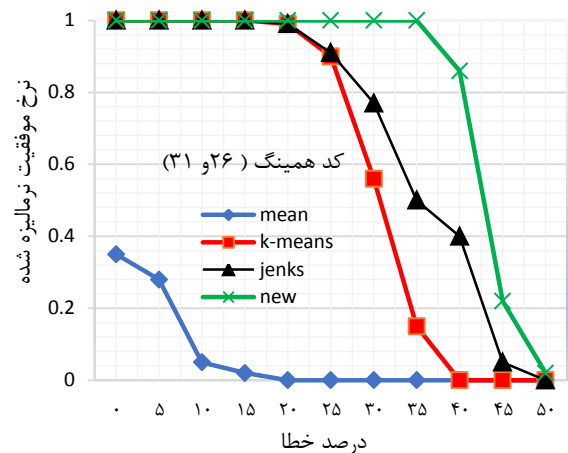 نرخ موفقیت نرمالیزه شده
1
0.8
0.6
0.4
0.2
0
کد همینگ ( ۲۶و ۳۱)
mean
k-means
jenks
new
۰ ۵ ۱۰ ۱۵ ۲۰ ۲۵ ۳۰ ۳۵ ۴۰ ۴۵ ۵۰
درصد خطا